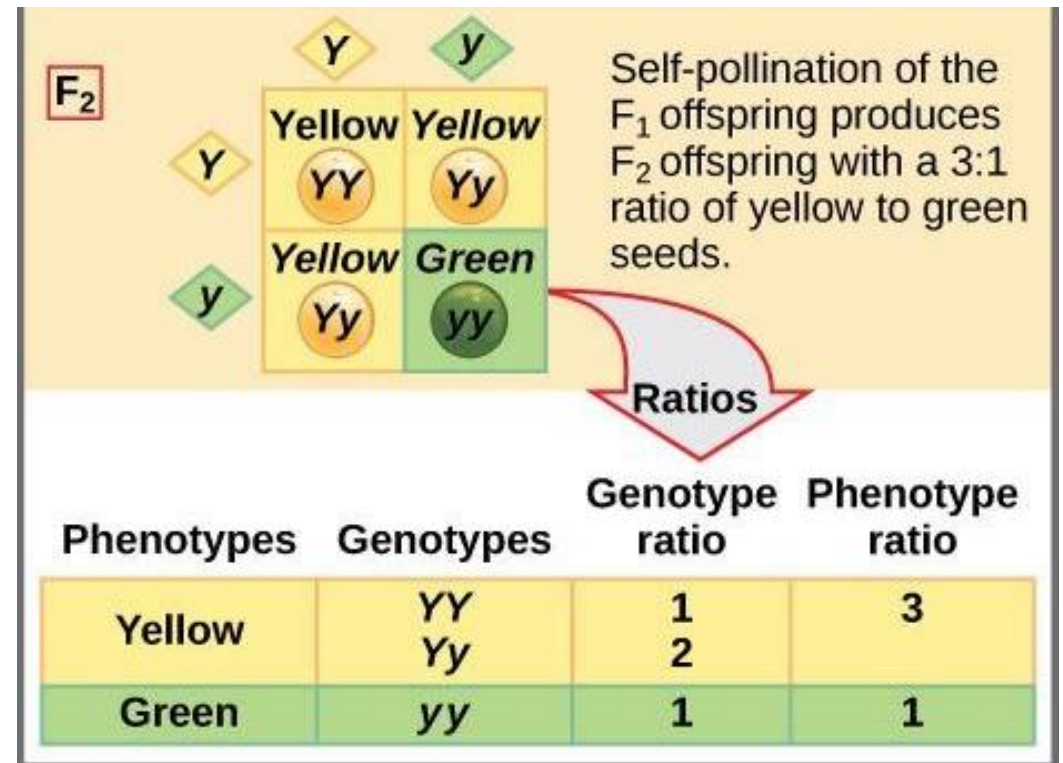 F₂
Y y
Y
y
Yellow Yellow
YY Yy
Yellow Green
Yy yy
Self-pollination of the
F₁ offspring produces
F₂ offspring with a 3:1
ratio of yellow to green
seeds.
Ratios
Phenotypes Genotypes Genotype ratio Phenotype ratio
Yellow YY 1 3
Yy 2
Green yy 1 1